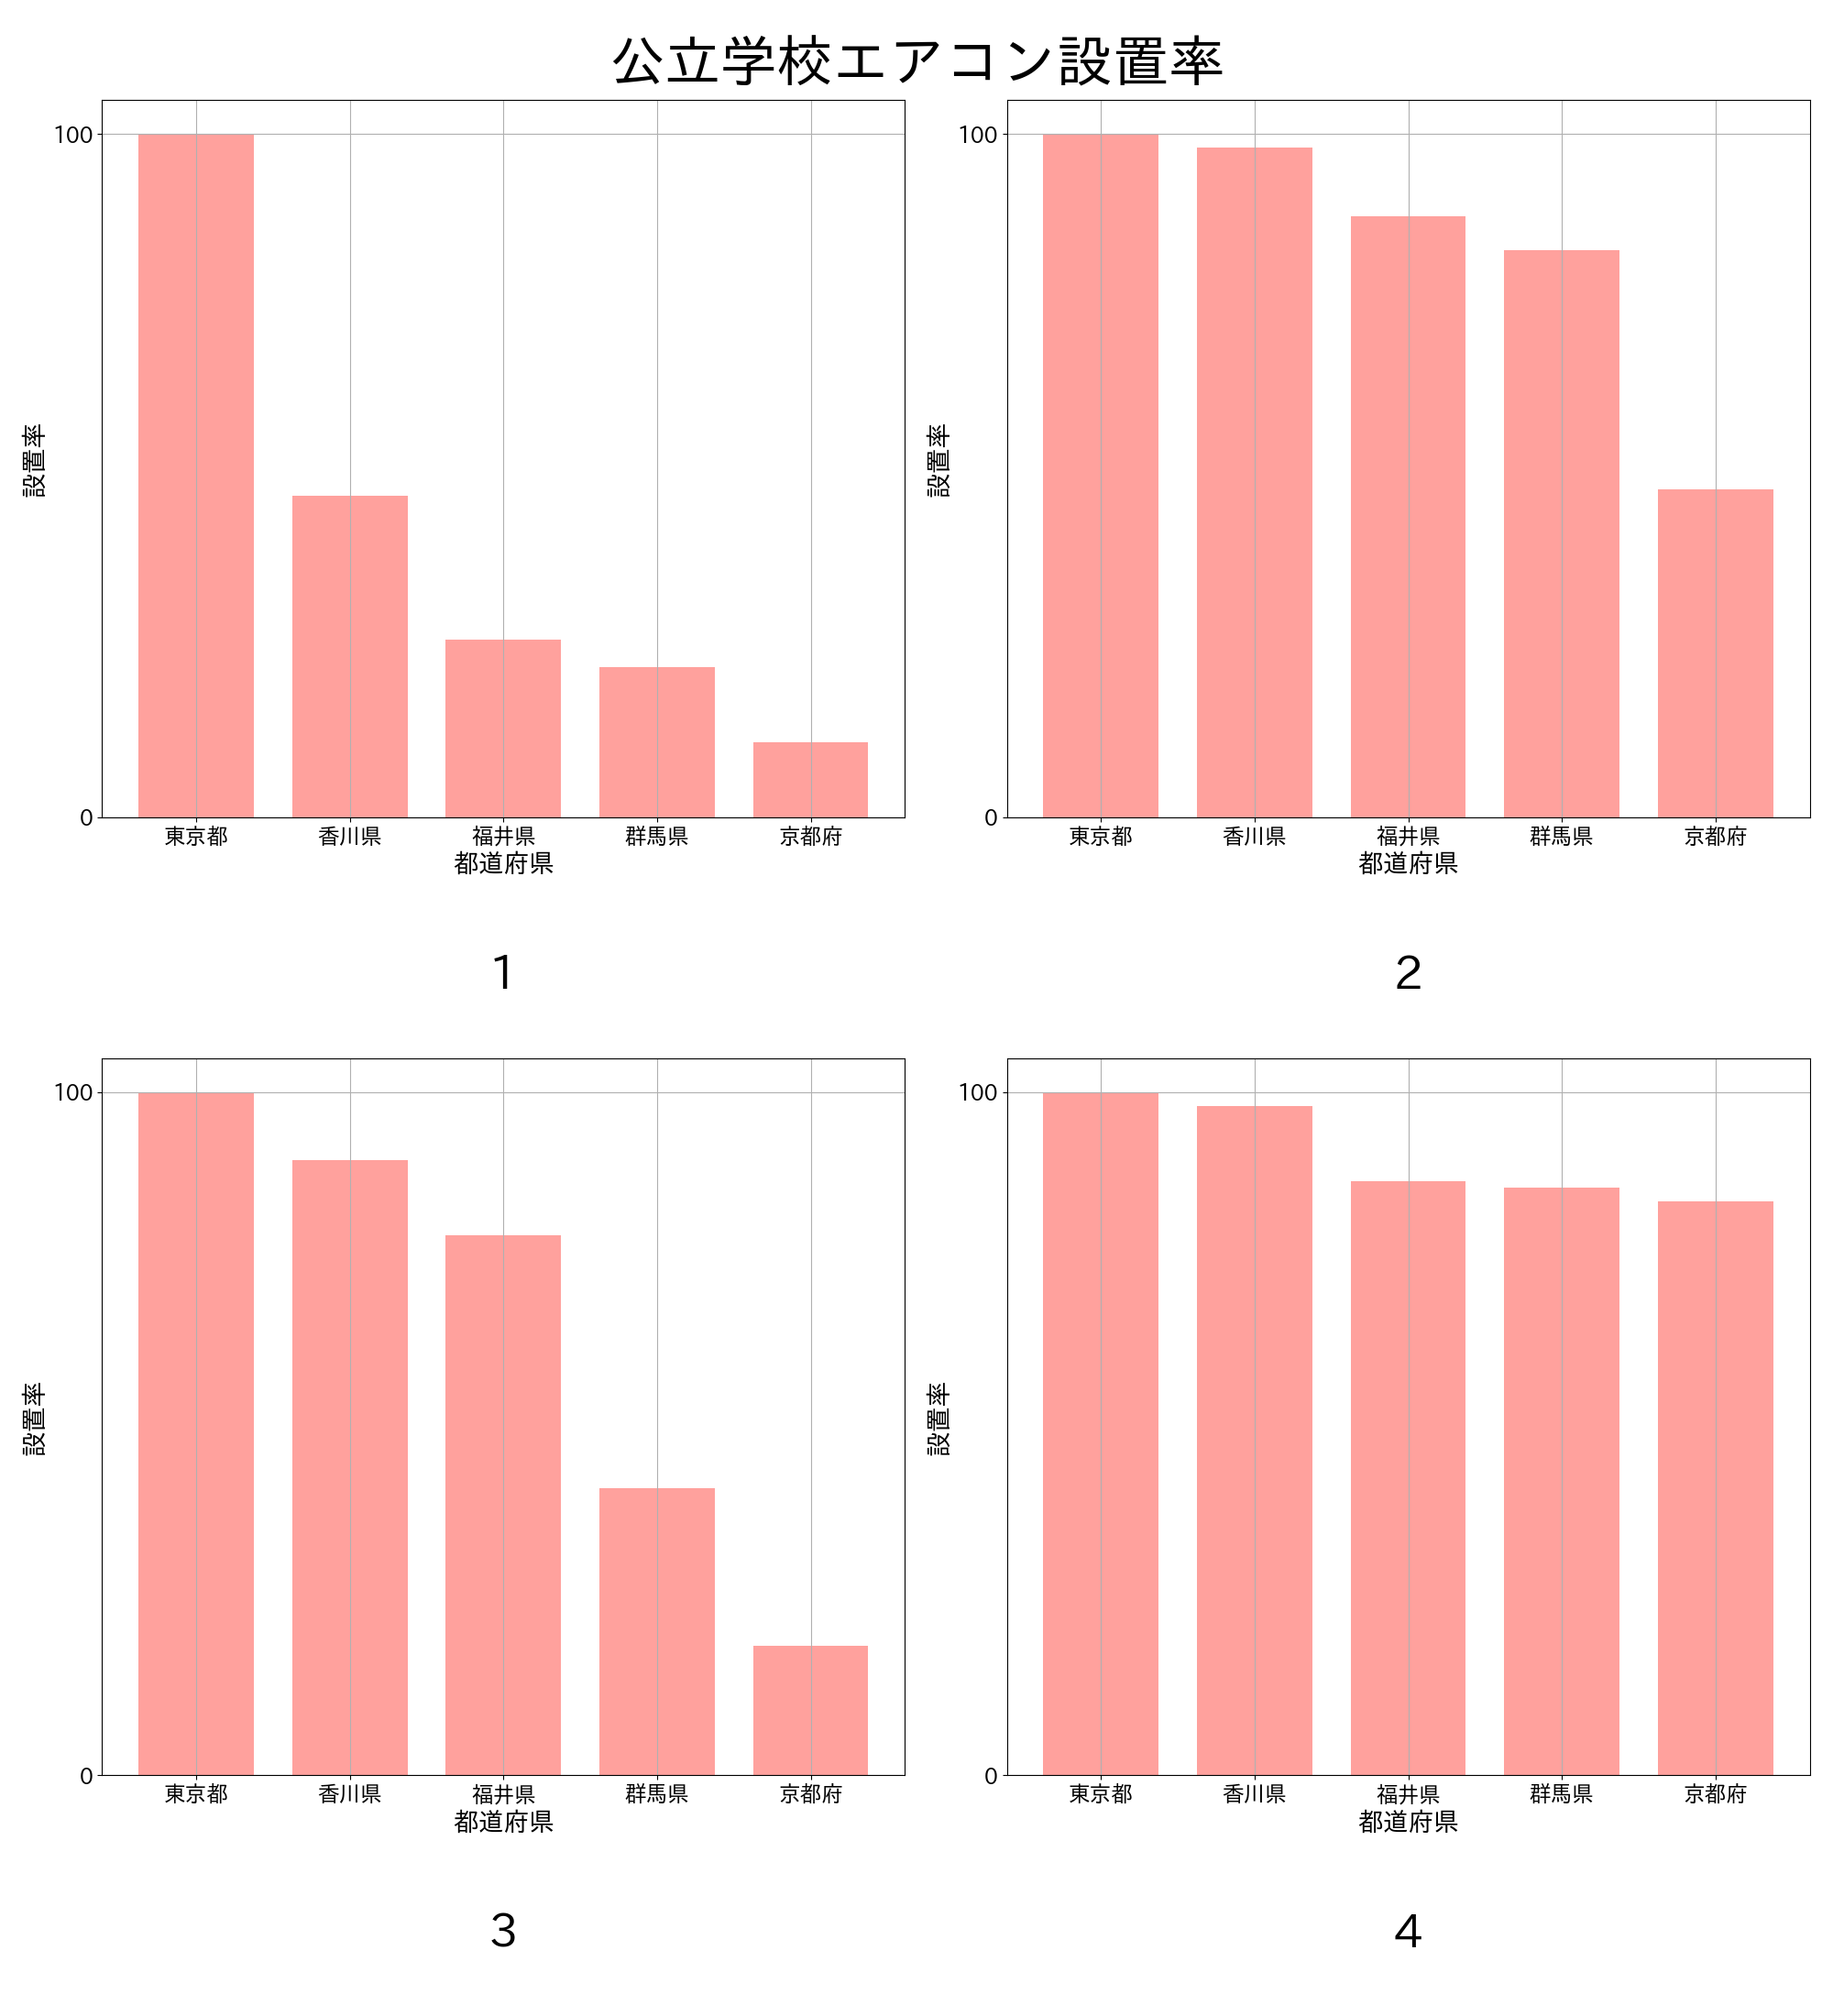 公立学校エアコン設置率
100
設置率
0
東京都 香川県 福井県 群馬県 京都府
都道府県
1
100
設置率
0
東京都 香川県 福井県 群馬県 京都府
都道府県
2
100
設置率
0
東京都 香川県 福井県 群馬県 京都府
都道府県
3
100
設置率
0
東京都 香川県 福井県 群馬県 京都府
都道府県
4